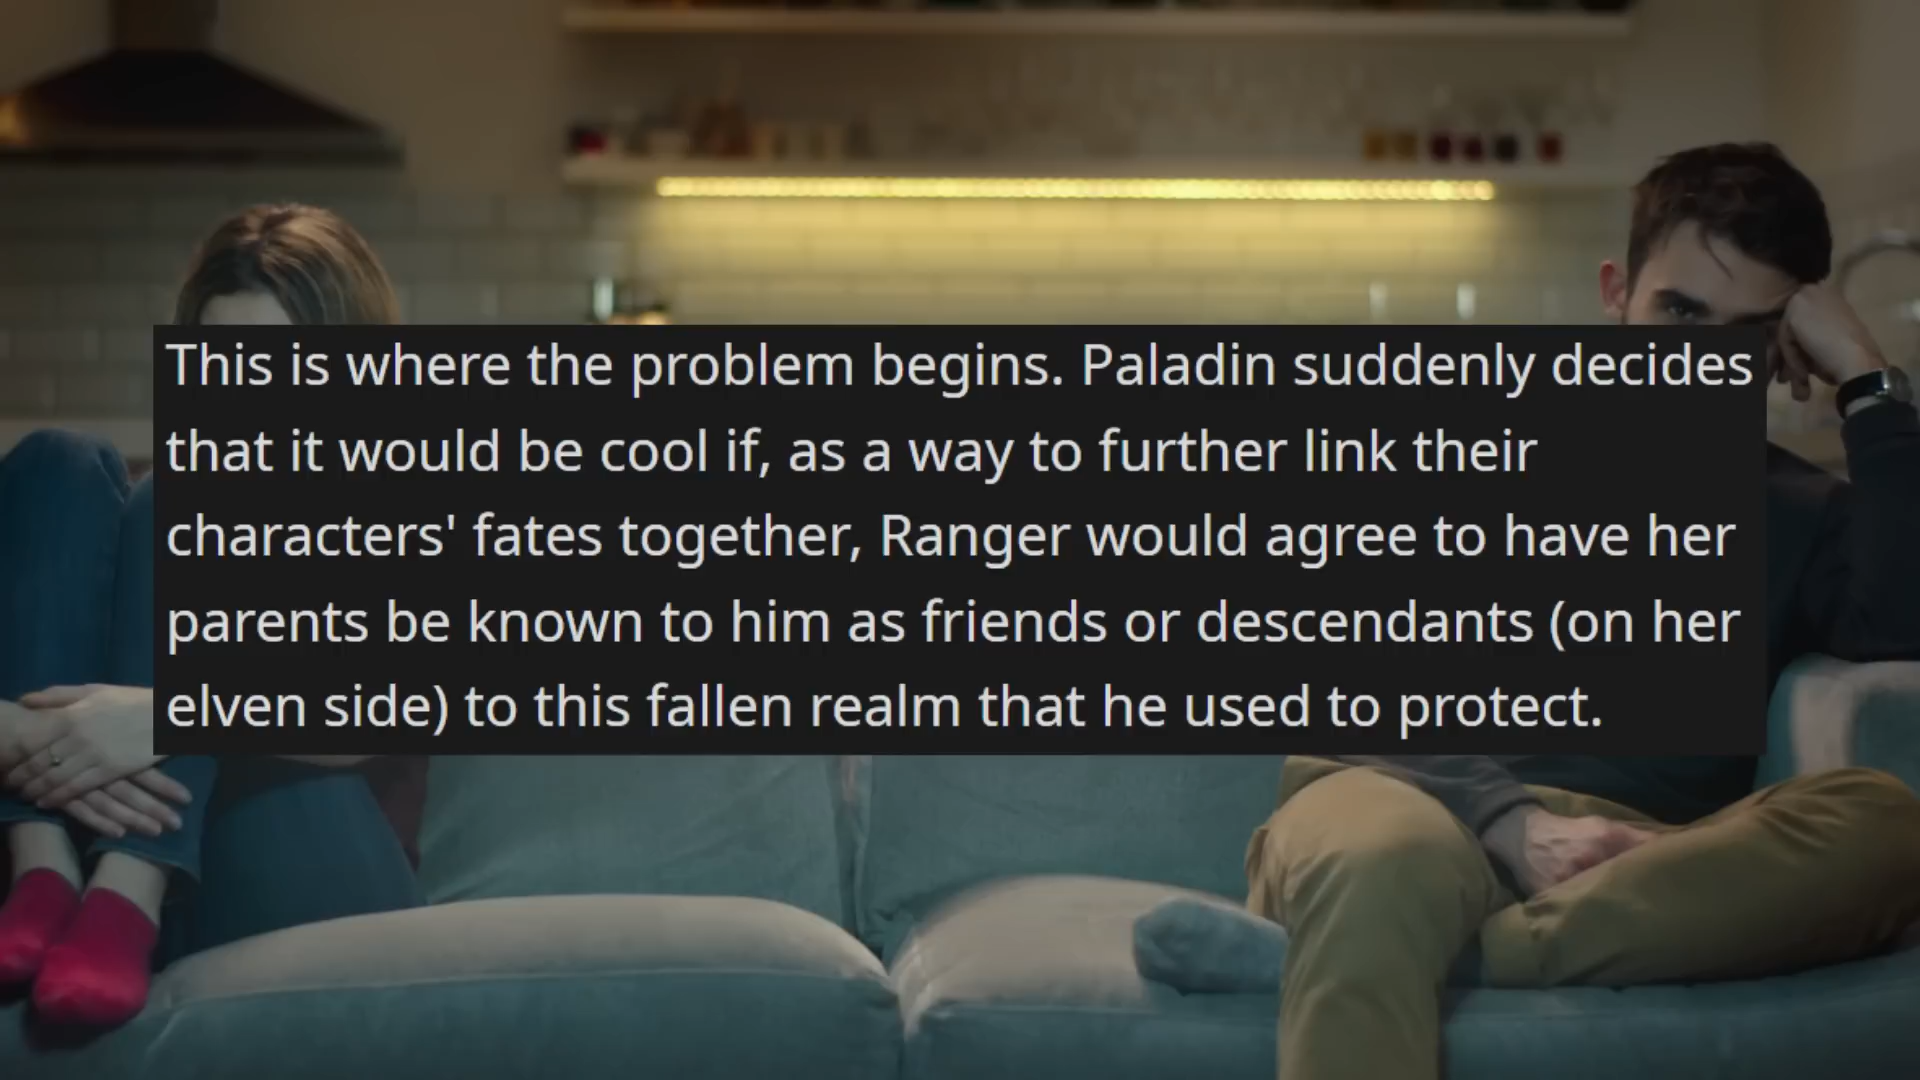 This is where the problem begins. Paladin suddenly decides
that it would be cool if, as a way to further link their
characters' fates together, Ranger would agree to have her
parents be known to him as friends or descendants (on her
elven side) to this fallen realm that he used to protect.